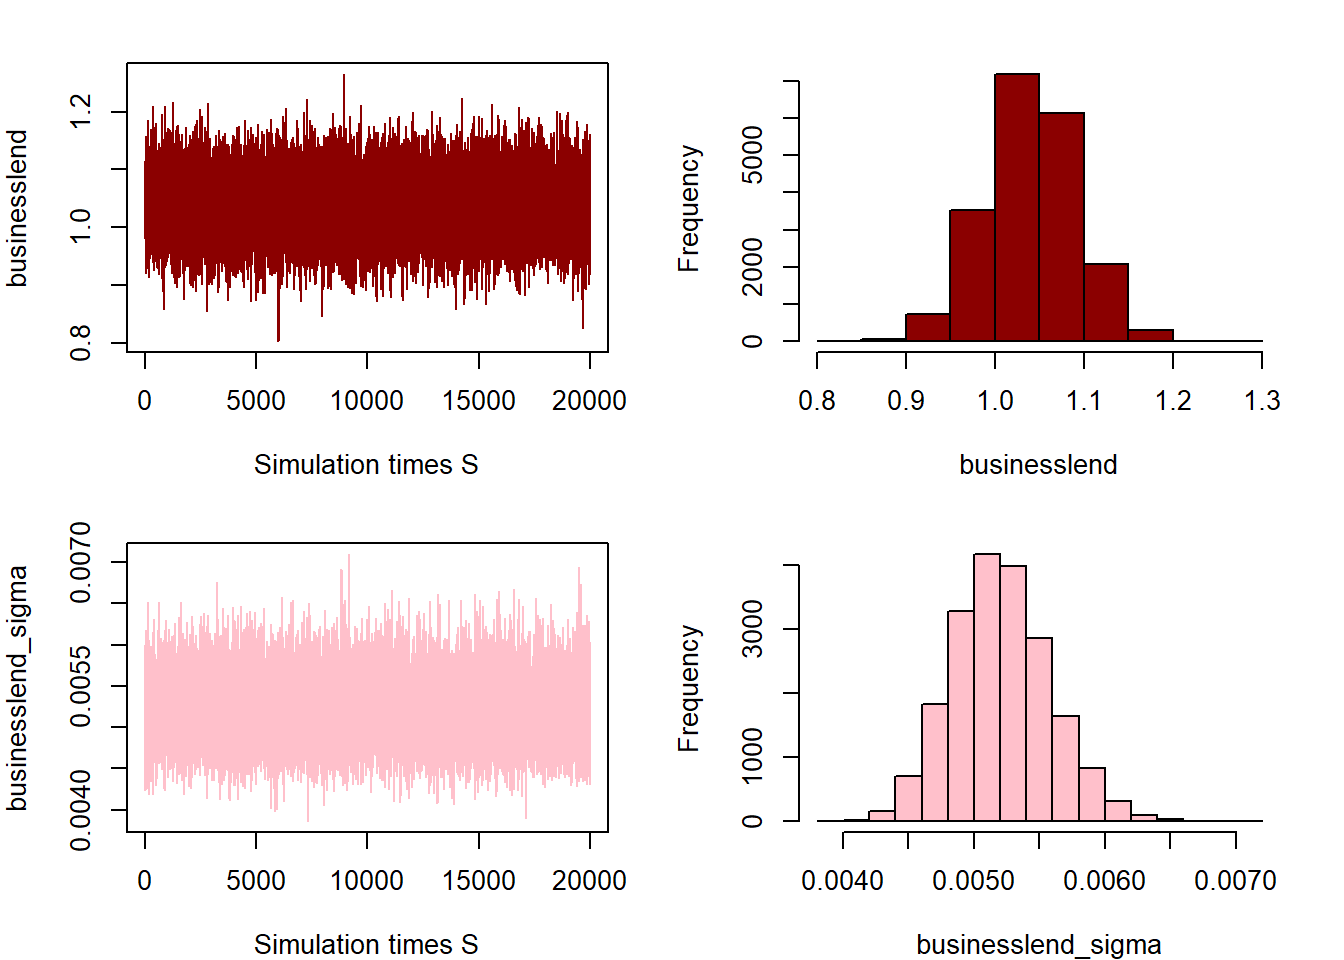 businesslend
0.8 1.0 1.2
0 5000 10000 15000 20000
Simulation times S
Frequency
0 2000 5000
0.8 0.9 1.0 1.1 1.2 1.3
businesslend
businesslend_sigma
0.0040 0.0055 0.0070
0 5000 10000 15000 20000
Simulation times S
Frequency
0 1000 3000
0.0040 0.0050 0.0060 0.0070
businesslend_sigma